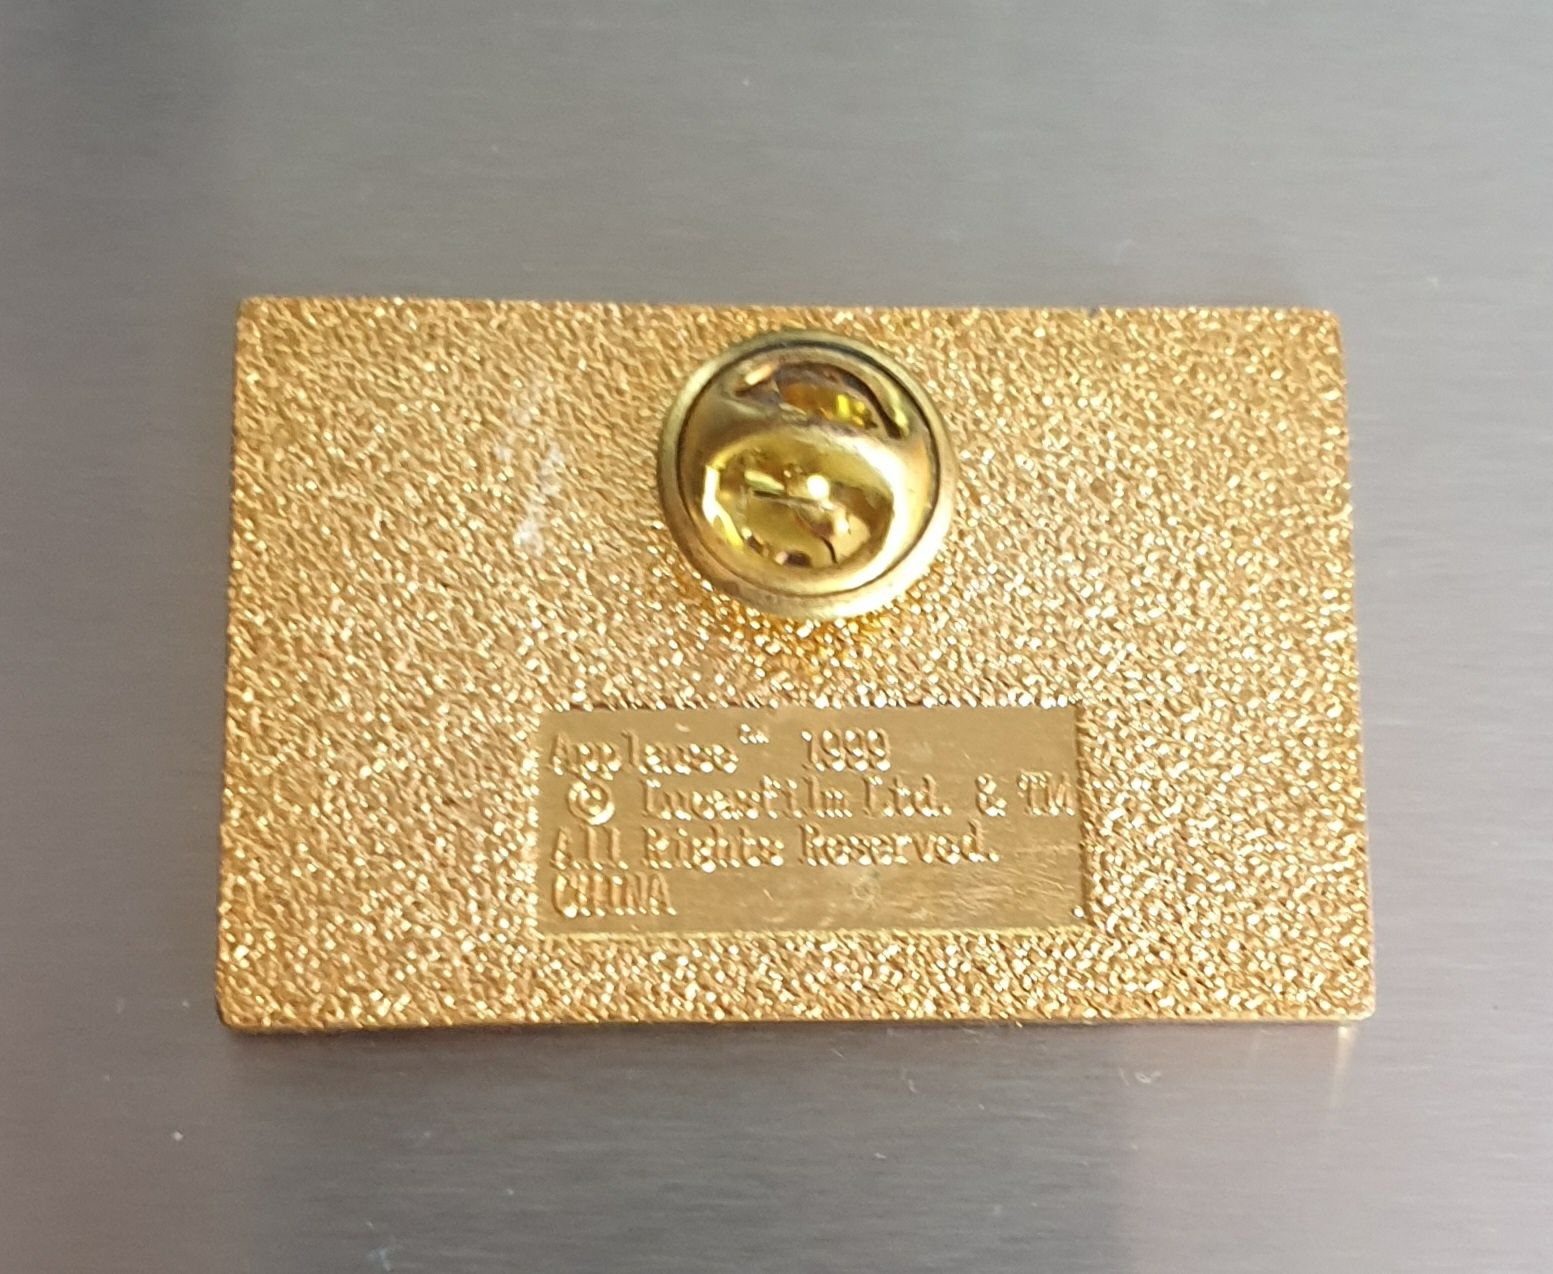 Applause™ 1999
© Lucasfilm Ltd. & TM
All Rights Reserved.
CHINA